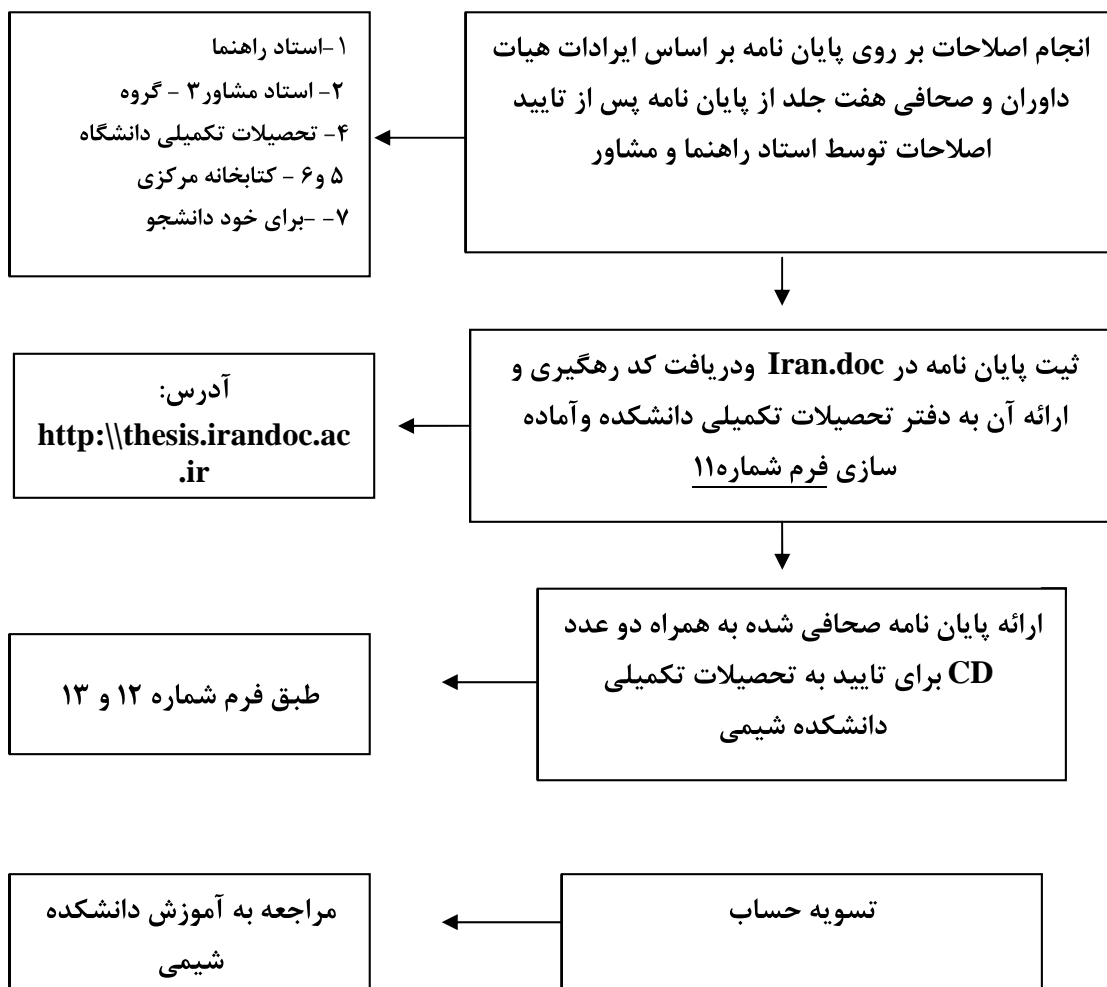 انجام اصلاحات بر روی پایان نامه بر اساس ایرادات هیات
داوران و صحافی هفت جلد از پایان نامه پس از تایید
اصلاحات توسط استاد راهنما و مشاور
۱-استاد راهنما
۲- استاد مشاور۳ - گروه
۴- تحصیلات تکمیلی دانشگاه
۵ و۶ - کتابخانه مرکزی
۷- -برای خود دانشجو
ثبت پایان نامه در Iran.doc ودریافت کد رهگیری و
ارائه آن به دفتر تحصیلات تکمیلی دانشکده وآماده
سازی فرم شماره۱۱
آدرس:
http:\\thesis.irandoc.ac
.ir
ارائه پایان نامه صحافی شده به همراه دو عدد
CD برای تایید به تحصیلات تکمیلی
دانشکده شیمی
طبق فرم شماره ۱۲ و ۱۳
تسویه حساب
مراجعه به آموزش دانشکده
شیمی